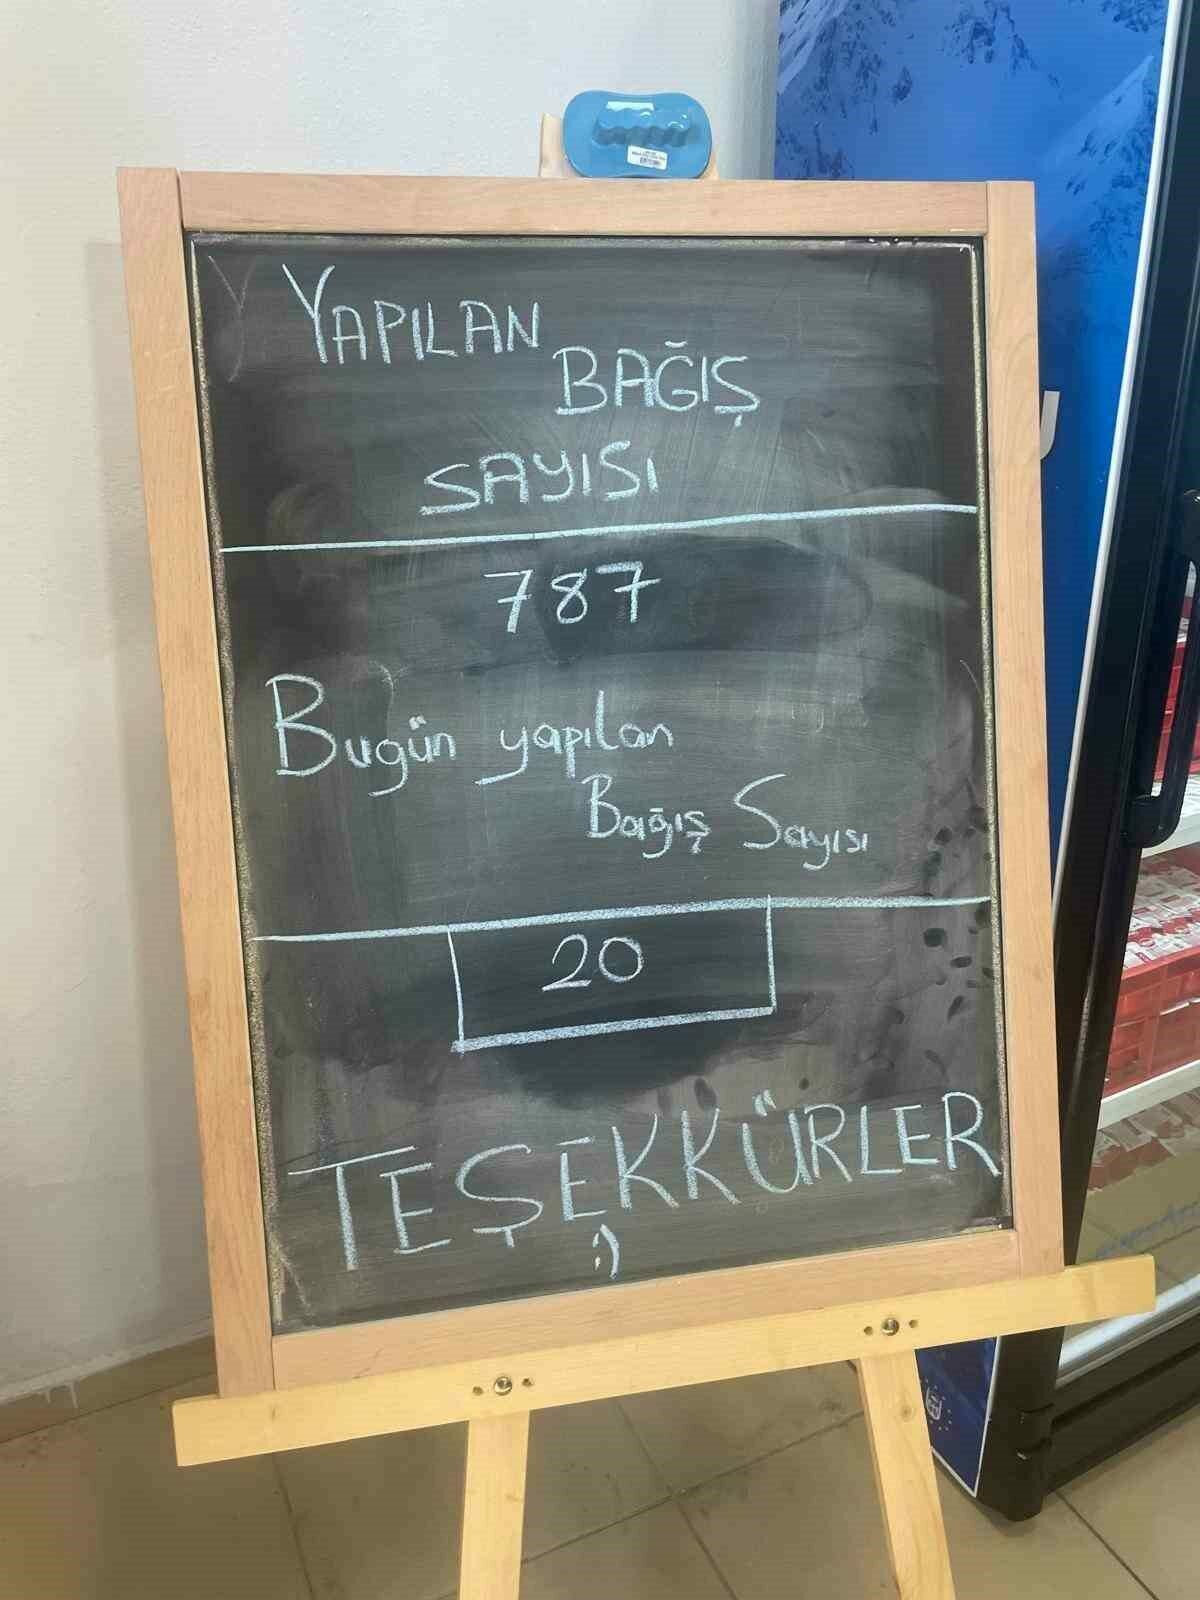 YAPILAN
BAĞIŞ
SAYISI
787
Bugün yapılan
Bağış Sayısı
20
TEŞEKKÜRLER
:)